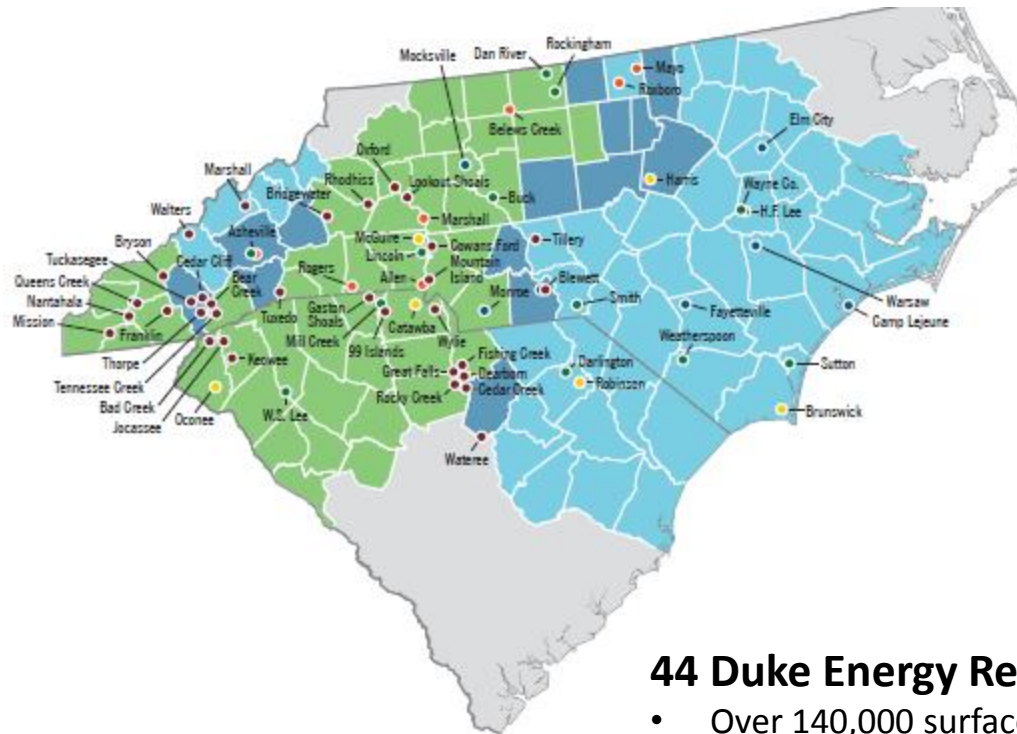 Mocksville
Dan River
Rockingham
Mayo
Roxboro
Belews Creek
Elm City
Oxford
Marshall
Rhodhiss
Lookout Shoals
Bridgewater
Buck
Harris
Wayne Co.
H.F. Lee
Walters
Asheville
Marshall
McGuire
Lincoln
Cowans Ford
Tillery
Bryson
Tuckasegee
Cedar Cliff
Bear
Creek
Rogers
Allen
Mountain
Island
Blewett
Queens Creek
Nantahala
Mission
Franklin
Tuxedo
Gaston
Shoals
Monroe
Smith
Fayetteville
Warsaw
Camp Lejeune
Mill Creek
Catawba
99 Islands
Wylie
Weatherspoon
Thorpe
Keowee
Fishing Creek
Great Falls
Dearborn
Darlington
Sutton
Tennessee Creek
Rocky Creek
Cedar Creek
Robinson
Bad Creek
Jocassee
Oconee
W.S. Lee
Brunswick
Wateree
44 Duke Energy Re
• Over 140,000 surface